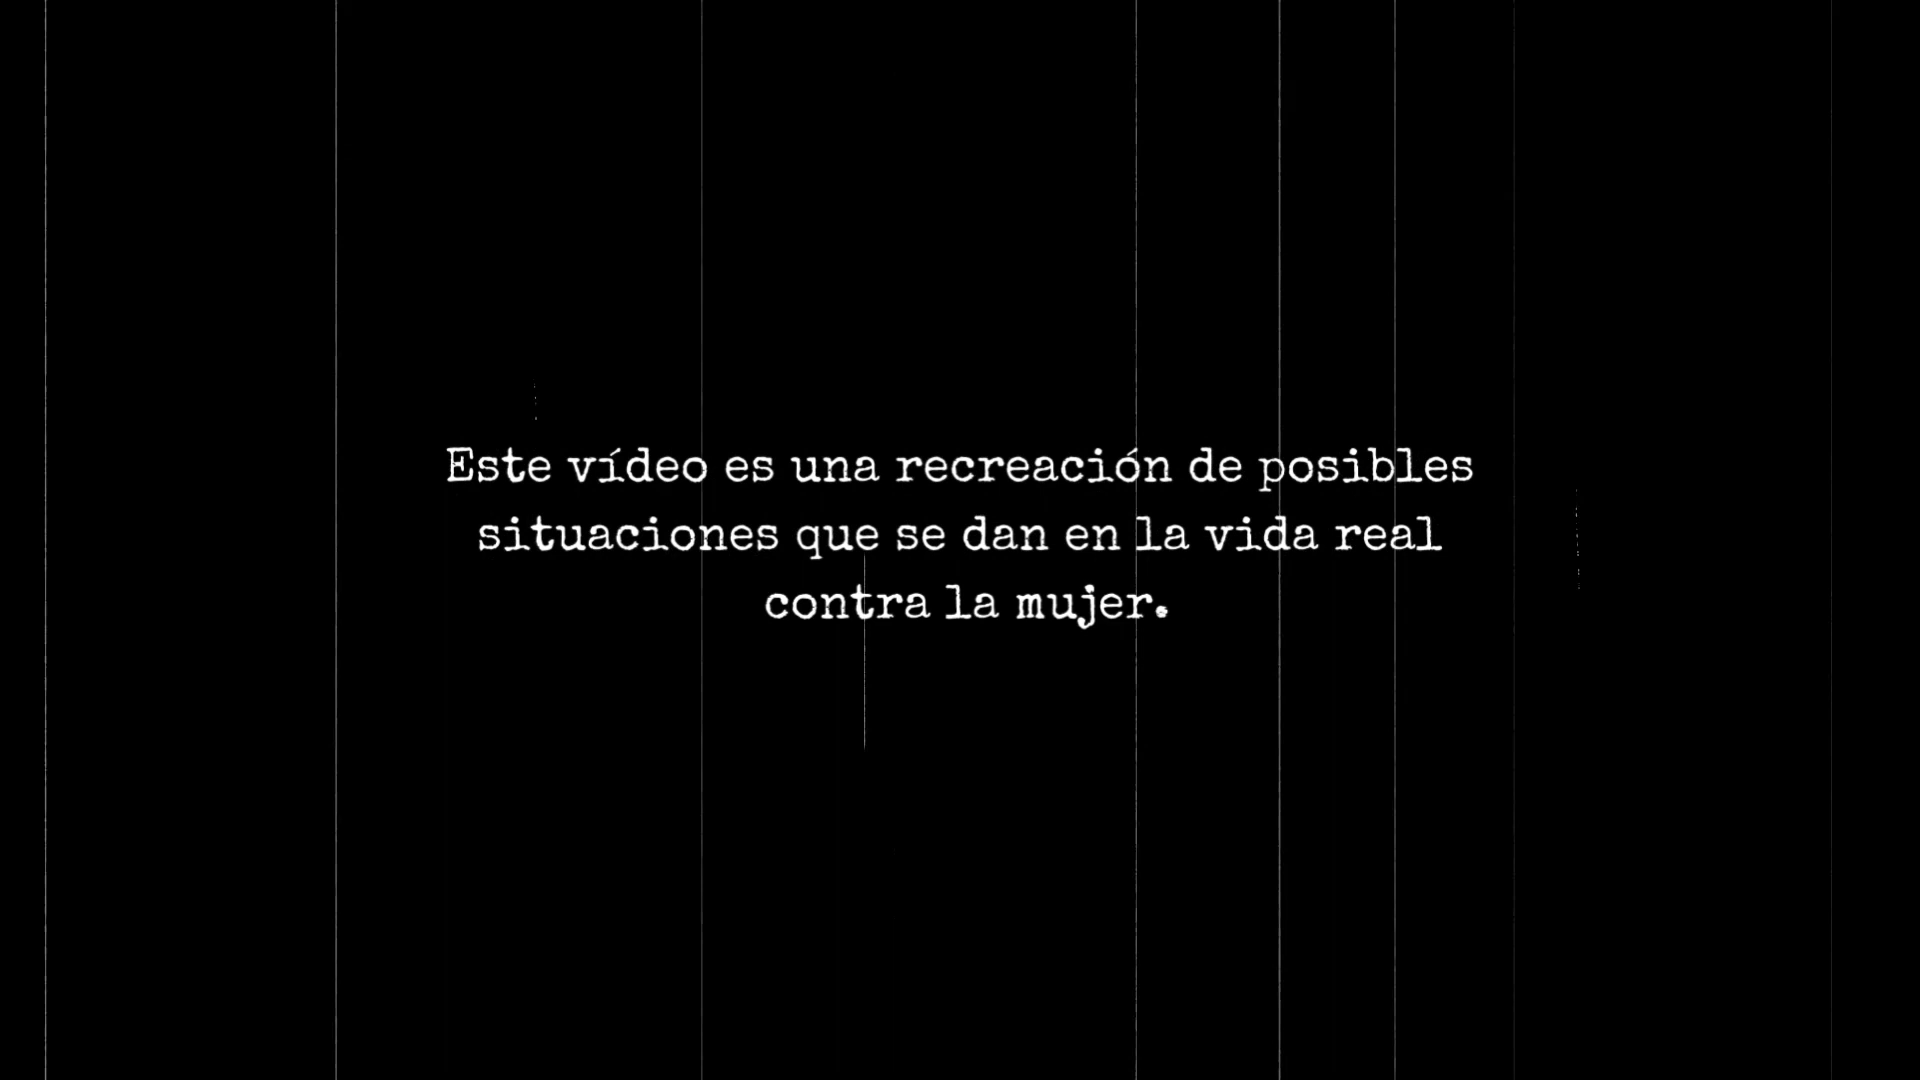 Este vídeo es una recreación de posibles
situaciones que se dan en la vida real
contra la mujer.